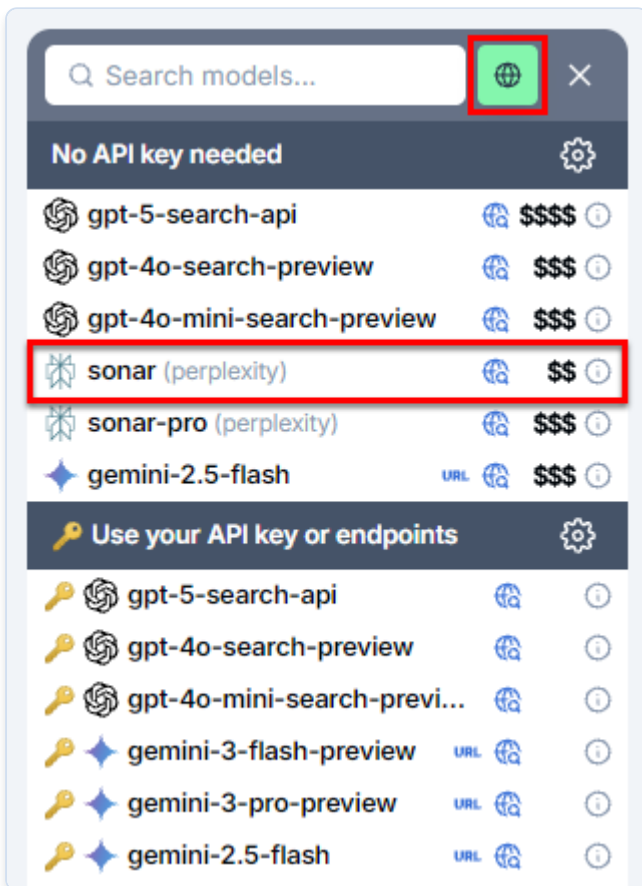 Search models...
No API key needed
gpt-5-search-api $$$$
gpt-4o-search-preview $$$
gpt-4o-mini-search-preview $$$
sonar (perplexity) $$
sonar-pro (perplexity) $$$
gemini-2.5-flash URL $$$
Use your API key or endpoints
gpt-5-search-api
gpt-4o-search-preview
gpt-4o-mini-search-previ...
gemini-3-flash-preview URL
gemini-3-pro-preview URL
gemini-2.5-flash URL